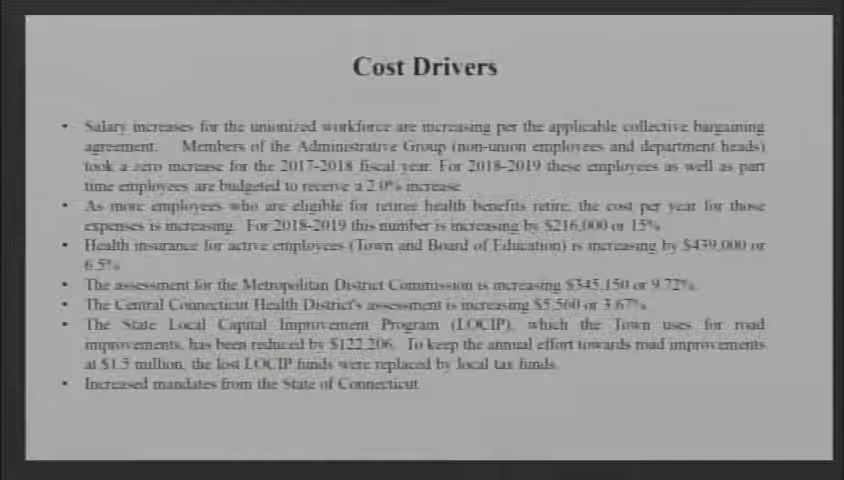 Cost Drivers
• Salary increases for the unionized workforce are increasing per the applicable collective bargaining
agreement. Members of the Administrative Group (non-union employees and department heads)
took a zero increase for the 2017-2018 fiscal year. For 2018-2019 these employees as well as part
time employees are budgeted to receive a 2.0% increase
• As more employees who are eligible for retiree health benefits retire, the cost per year for those
expenses is increasing. For 2018-2019 this number is increasing by $216,000 or 15%
• Health insurance for active employees (Town and Board of Education) is increasing by $439,000 or
6.5%
• The assessment for the Metropolitan District Commission is increasing $345,150 or 9.72%
• The Central Connecticut Health District's assessment is increasing $5,560 or 3.67%
• The State Local Capital Improvement Program (LOCIP), which the Town uses for road
improvements, has been reduced by $122,206. To keep the annual effort towards road improvements
at $1.5 million, the lost LOCIP funds were replaced by local tax funds.
• Increased mandates from the State of Connecticut